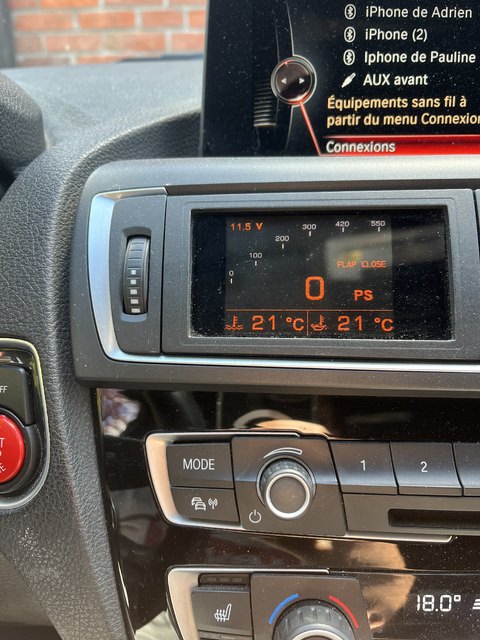 iPhone de Adrien
iPhone (2)
Iphone de Pauline
AUX avant
Équipements sans fil à
partir du menu Connexion
Connexions
11.5 V
0
100
200
300
420
550
FLAP CLOSE
0
PS
21 °C
21 °C
MODE
1
2
18.0°